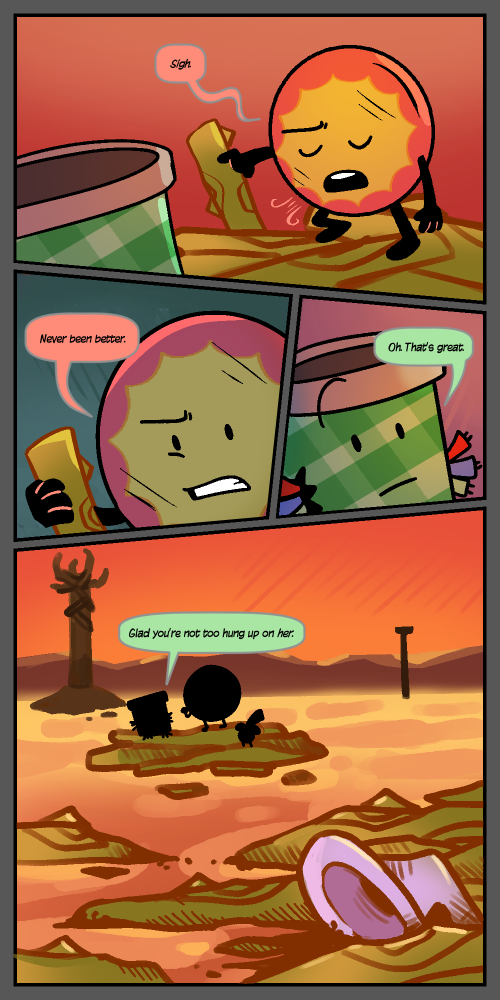 Sigh.
Never been better.
Oh. That's great.
Glad you're not too hung up on her.